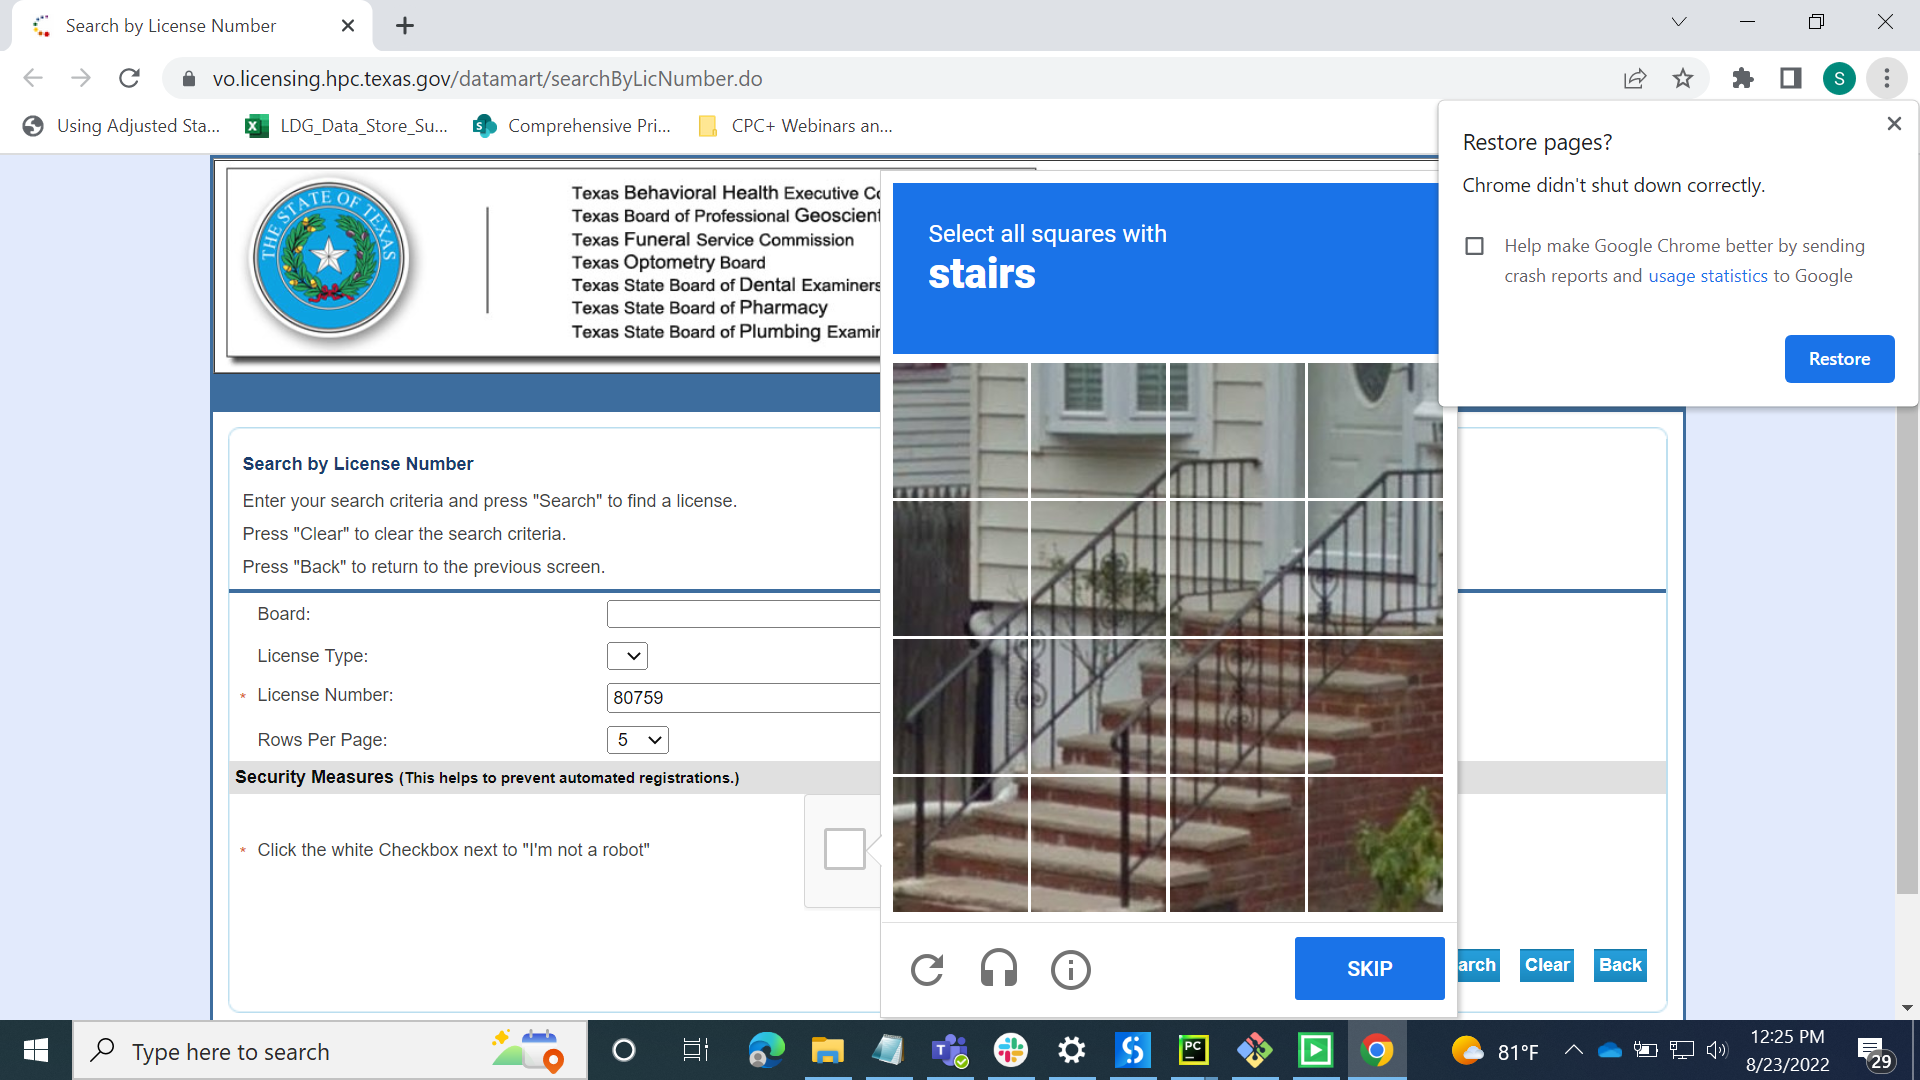 Search by License Number
vo.licensing.hpc.texas.gov/datamart/searchByLicNumber.do
S
Using Adjusted Sta...
LDG_Data_Store_Su...
Comprehensive Pri...
CPC+ Webinars an...
Restore pages?
Chrome didn't shut down correctly.
Help make Google Chrome better by sending
crash reports and usage statistics to Google
Restore
THE STATE OF TEXAS
Texas Behavioral Health Executive Co
Texas Board of Professional Geoscient
Texas Funeral Service Commission
Texas Optometry Board
Texas State Board of Dental Examiners
Texas State Board of Pharmacy
Texas State Board of Plumbing Examin
Select all squares with
stairs
Search by License Number
Enter your search criteria and press "Search" to find a license.
Press "Clear" to clear the search criteria.
Press "Back" to return to the previous screen.
Board:
License Type:
* License Number:
80759
Rows Per Page:
5
Security Measures (This helps to prevent automated registrations.)
* Click the white Checkbox next to "I'm not a robot"
SKIP
arch
Clear
Back
Type here to search
PC
81°F
12:25 PM
8/23/2022
29